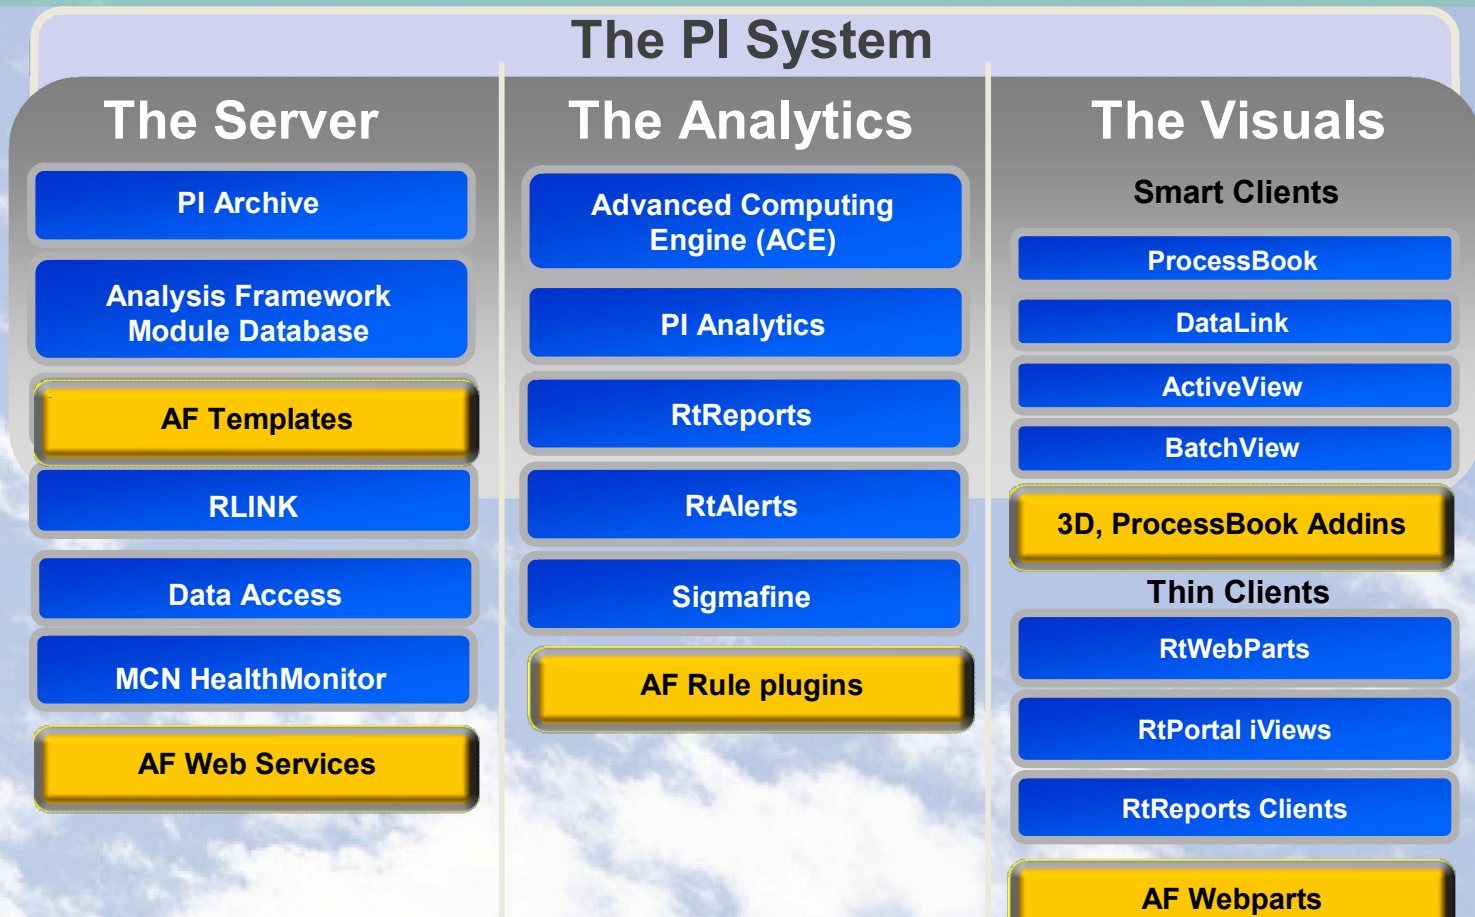 The PI System
The Server
PI Archive
Analysis Framework
Module Database
AF Templates
RLINK
Data Access
MCN HealthMonitor
AF Web Services
The Analytics
Advanced Computing
Engine (ACE)
PI Analytics
RtReports
RtAlerts
Sigmafine
AF Rule plugins
The Visuals
Smart Clients
ProcessBook
DataLink
ActiveView
BatchView
3D, ProcessBook Addins
Thin Clients
RtWebParts
RtPortal iViews
RtReports Clients
AF Webparts